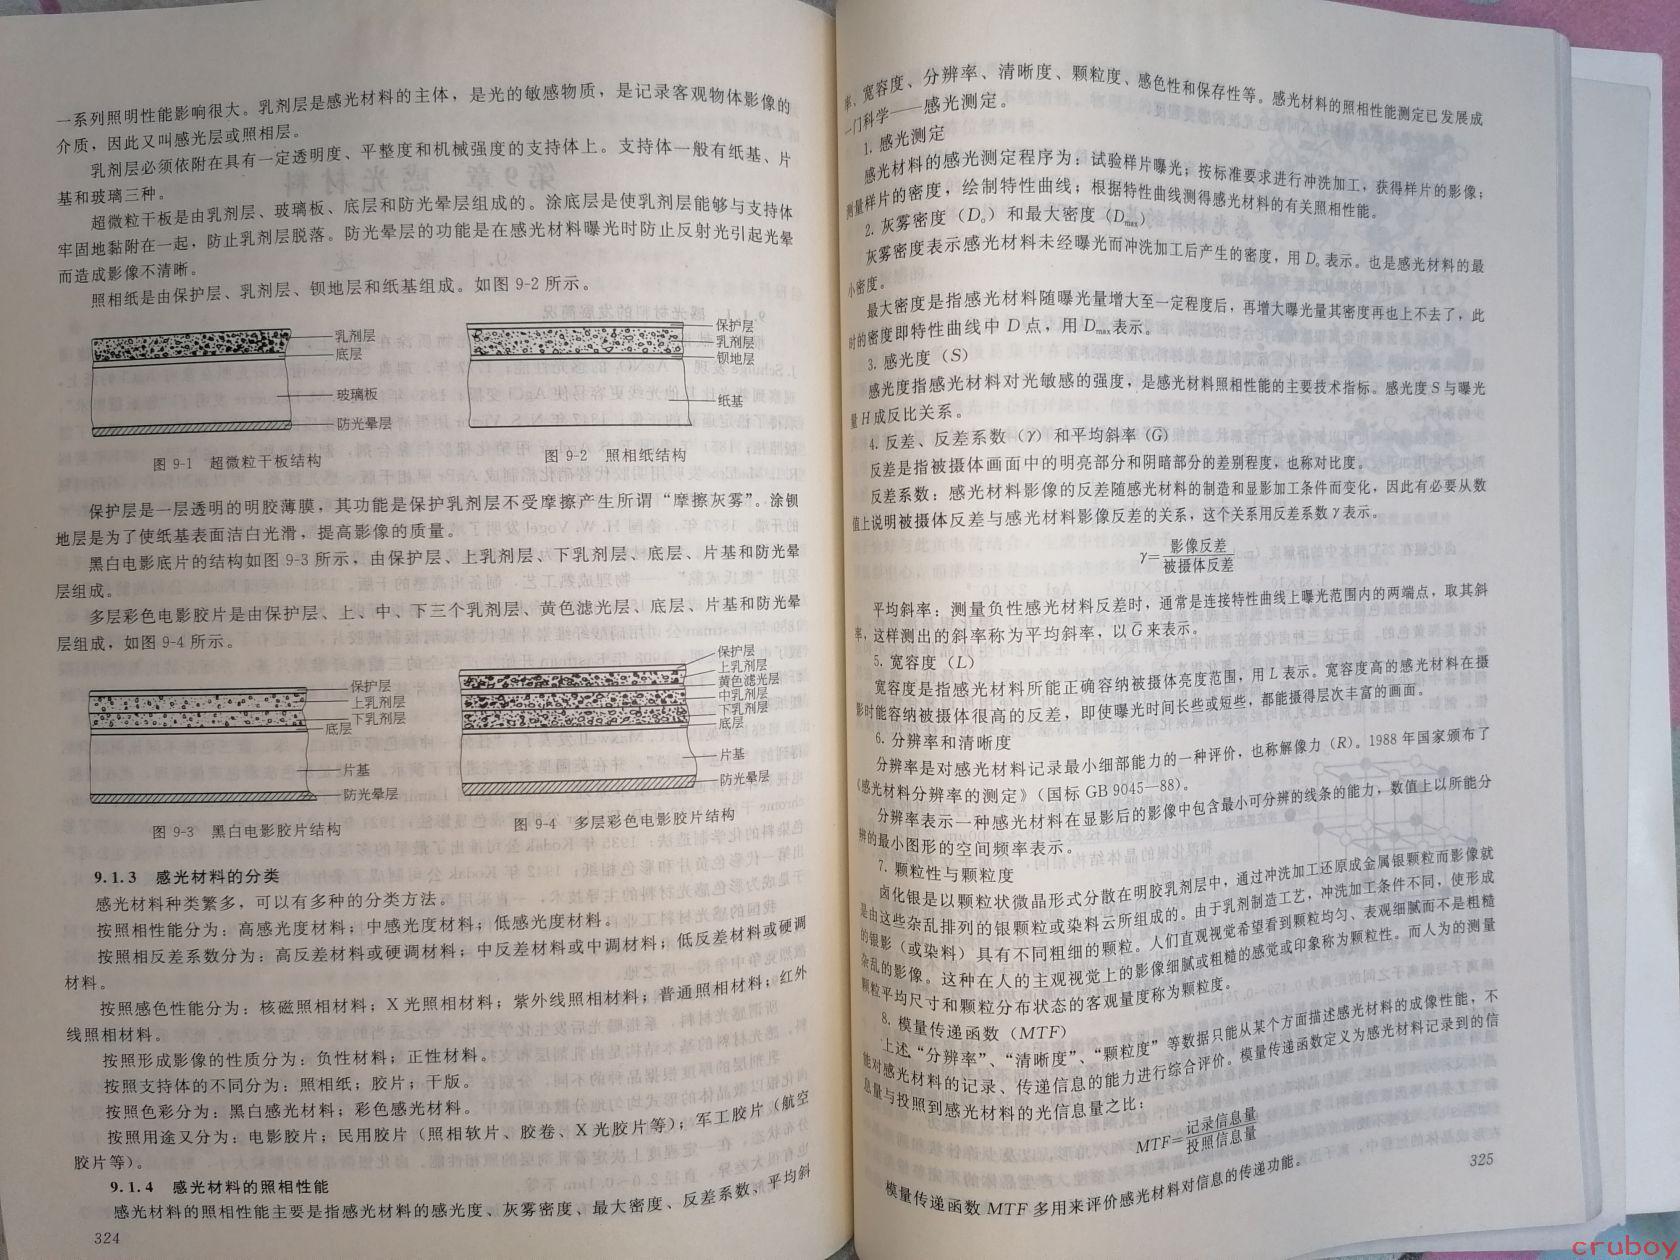 一系列照明性能影响很大。乳剂层是感光材料的主体，是光的敏感物质，是记录客观物体影像的
介质，因此又叫感光层或照相层。
乳剂层必须依附在具有一定透明度、平整度和机械强度的支持体上。支持体一般有纸基、片
基和玻璃三种。
超微粒干板是由乳剂层、玻璃板、底层和防光晕层组成的。涂底层是使乳剂层能够与支持体
牢固地黏附在一起，防止乳剂层脱落。防光晕层的功能是在感光材料曝光时防止反射光引起光晕
而造成影像不清晰。
照相纸是由保护层、乳剂层、钡地层和纸基组成。如图 9-2 所示。
乳剂层
底层
玻璃板
防光晕层
保护层
乳剂层
钡地层
纸基
图 9-1 超微粒干板结构
图 9-2 照相纸结构
保护层是一层透明的明胶薄膜，其功能是保护乳剂层不受摩擦产生所谓“摩擦灰雾”。涂钡
地层是为了使纸基表面洁白光滑，提高影像的质量。
黑白电影底片的结构如图 9-3 所示，由保护层、上乳剂层、下乳剂层、底层、片基和防光晕
层组成。
多层彩色电影胶片是由保护层、上、中、下三个乳剂层、黄色滤光层、底层、片基和防光晕
层组成，如图 9-4 所示。
保护层
上乳剂层
下乳剂层
底层
片基
防光晕层
保护层
上乳剂层
黄色滤光层
中乳剂层
下乳剂层
底层
片基
防光晕层
图 9-3 黑白电影胶片结构
图 9-4 多层彩色电影胶片结构
9.1.3 感光材料的分类
感光材料种类繁多，可以有多种的分类方法。
按照相性能分为：高感光度材料；中感光度材料；低感光度材料。
按照相反差系数分为：高反差材料或硬调材料；中反差材料或中调材料；低反差材料或硬调
材料。
按照感色性能分为：核磁照相材料；X 光照相材料；紫外线照相材料；普通照相材料；红外
线照相材料。
按照形成影像的性质分为：负性材料；正性材料。
按照支持体的不同分为：照相纸；胶片；干版。
按照色彩分为：黑白感光材料；彩色感光材料。
按照用途又分为：电影胶片；民用胶片（照相软片、胶卷、X 光胶片等）；军工胶片（航空
胶片等）。
9.1.4 感光材料的照相性能
感光材料的照相性能主要是指感光材料的感光度、灰雾密度、最大密度、反差系数、平均斜
324
率、宽容度、分辨率、清晰度、颗粒度、感色性和保存性等。感光材料的照相性能测定已发展成
一门科学——感光测定。
1. 感光测定
感光材料的感光测定程序为：试验样片曝光；按标准要求进行冲洗加工，获得样片的影像；
测量样片的密度，绘制特性曲线；根据特性曲线测得感光材料的有关照相性能。
2. 灰雾密度（D₀）和最大密度（Dmax）
灰雾密度表示感光材料未经曝光而冲洗加工后产生的密度，用 D₀ 表示。也是感光材料的最
小密度。
最大密度是指感光材料随曝光量增大至一定程度后，再增大曝光量其密度再也上不去了，此
时的密度即特性曲线中 D 点，用 Dmax 表示。
3. 感光度（S）
感光度指感光材料对光敏感的强度，是感光材料照相性能的主要技术指标。感光度 S 与曝光
量 H 成反比关系。
4. 反差、反差系数（γ）和平均斜率（G̅）
反差是指被摄体画面中的明亮部分和阴暗部分的差别程度，也称对比度。
反差系数：感光材料影像的反差随感光材料的制造和显影加工条件而变化，因此有必要从数
值上说明被摄体反差与感光材料影像反差的关系，这个关系用反差系数 γ 表示。
γ=影像反差/被摄体反差
平均斜率：测量负性感光材料反差时，通常是连接特性曲线上曝光范围内的两端点，取其斜
率，这样测出的斜率称为平均斜率，以 G̅ 来表示。
5. 宽容度（L）
宽容度是指感光材料所能正确容纳被摄体亮度范围，用 L 表示。宽容度高的感光材料在摄
影时能容纳被摄体很高的反差，即使曝光时间长些或短些，都能摄得层次丰富的画面。
6. 分辨率和清晰度
分辨率是对感光材料记录最小细部能力的一种评价，也称解像力（R）。1988 年国家颁布了
《感光材料分辨率的测定》（国标 GB 9045—88）。
分辨率表示一种感光材料在显影后的影像中包含最小可分辨的线条的能力，数值上以所能分
辨的最小图形的空间频率表示。
7. 颗粒性与颗粒度
卤化银是以颗粒状微晶形式分散在明胶乳剂层中，通过冲洗加工还原成金属银颗粒而影像就
是由这些杂乱排列的银颗粒或染料云所组成的。由于乳剂制造工艺，冲洗加工条件不同，使形成
的银影（或染料）具有不同粗细的颗粒。人们直观视觉希望看到颗粒均匀、表观细腻而不是粗糙
杂乱的影像。这种在人的主观视觉上的影像细腻或粗糙的感觉或印象称为颗粒性。而人为的测量
颗粒平均尺寸和颗粒分布状态的客观量度称为颗粒度。
8. 模量传递函数（MTF）
上述“分辨率”、“清晰度”、“颗粒度”等数据只能从某个方面描述感光材料的成像性能，不
能对感光材料的记录、传递信息的能力进行综合评价。模量传递函数定义为感光材料记录到的信
息量与投照到感光材料的光信息量之比：
MTF=记录信息量/投照信息量
模量传递函数 MTF 多用来评价感光材料对信息的传递功能。
325
cruboy